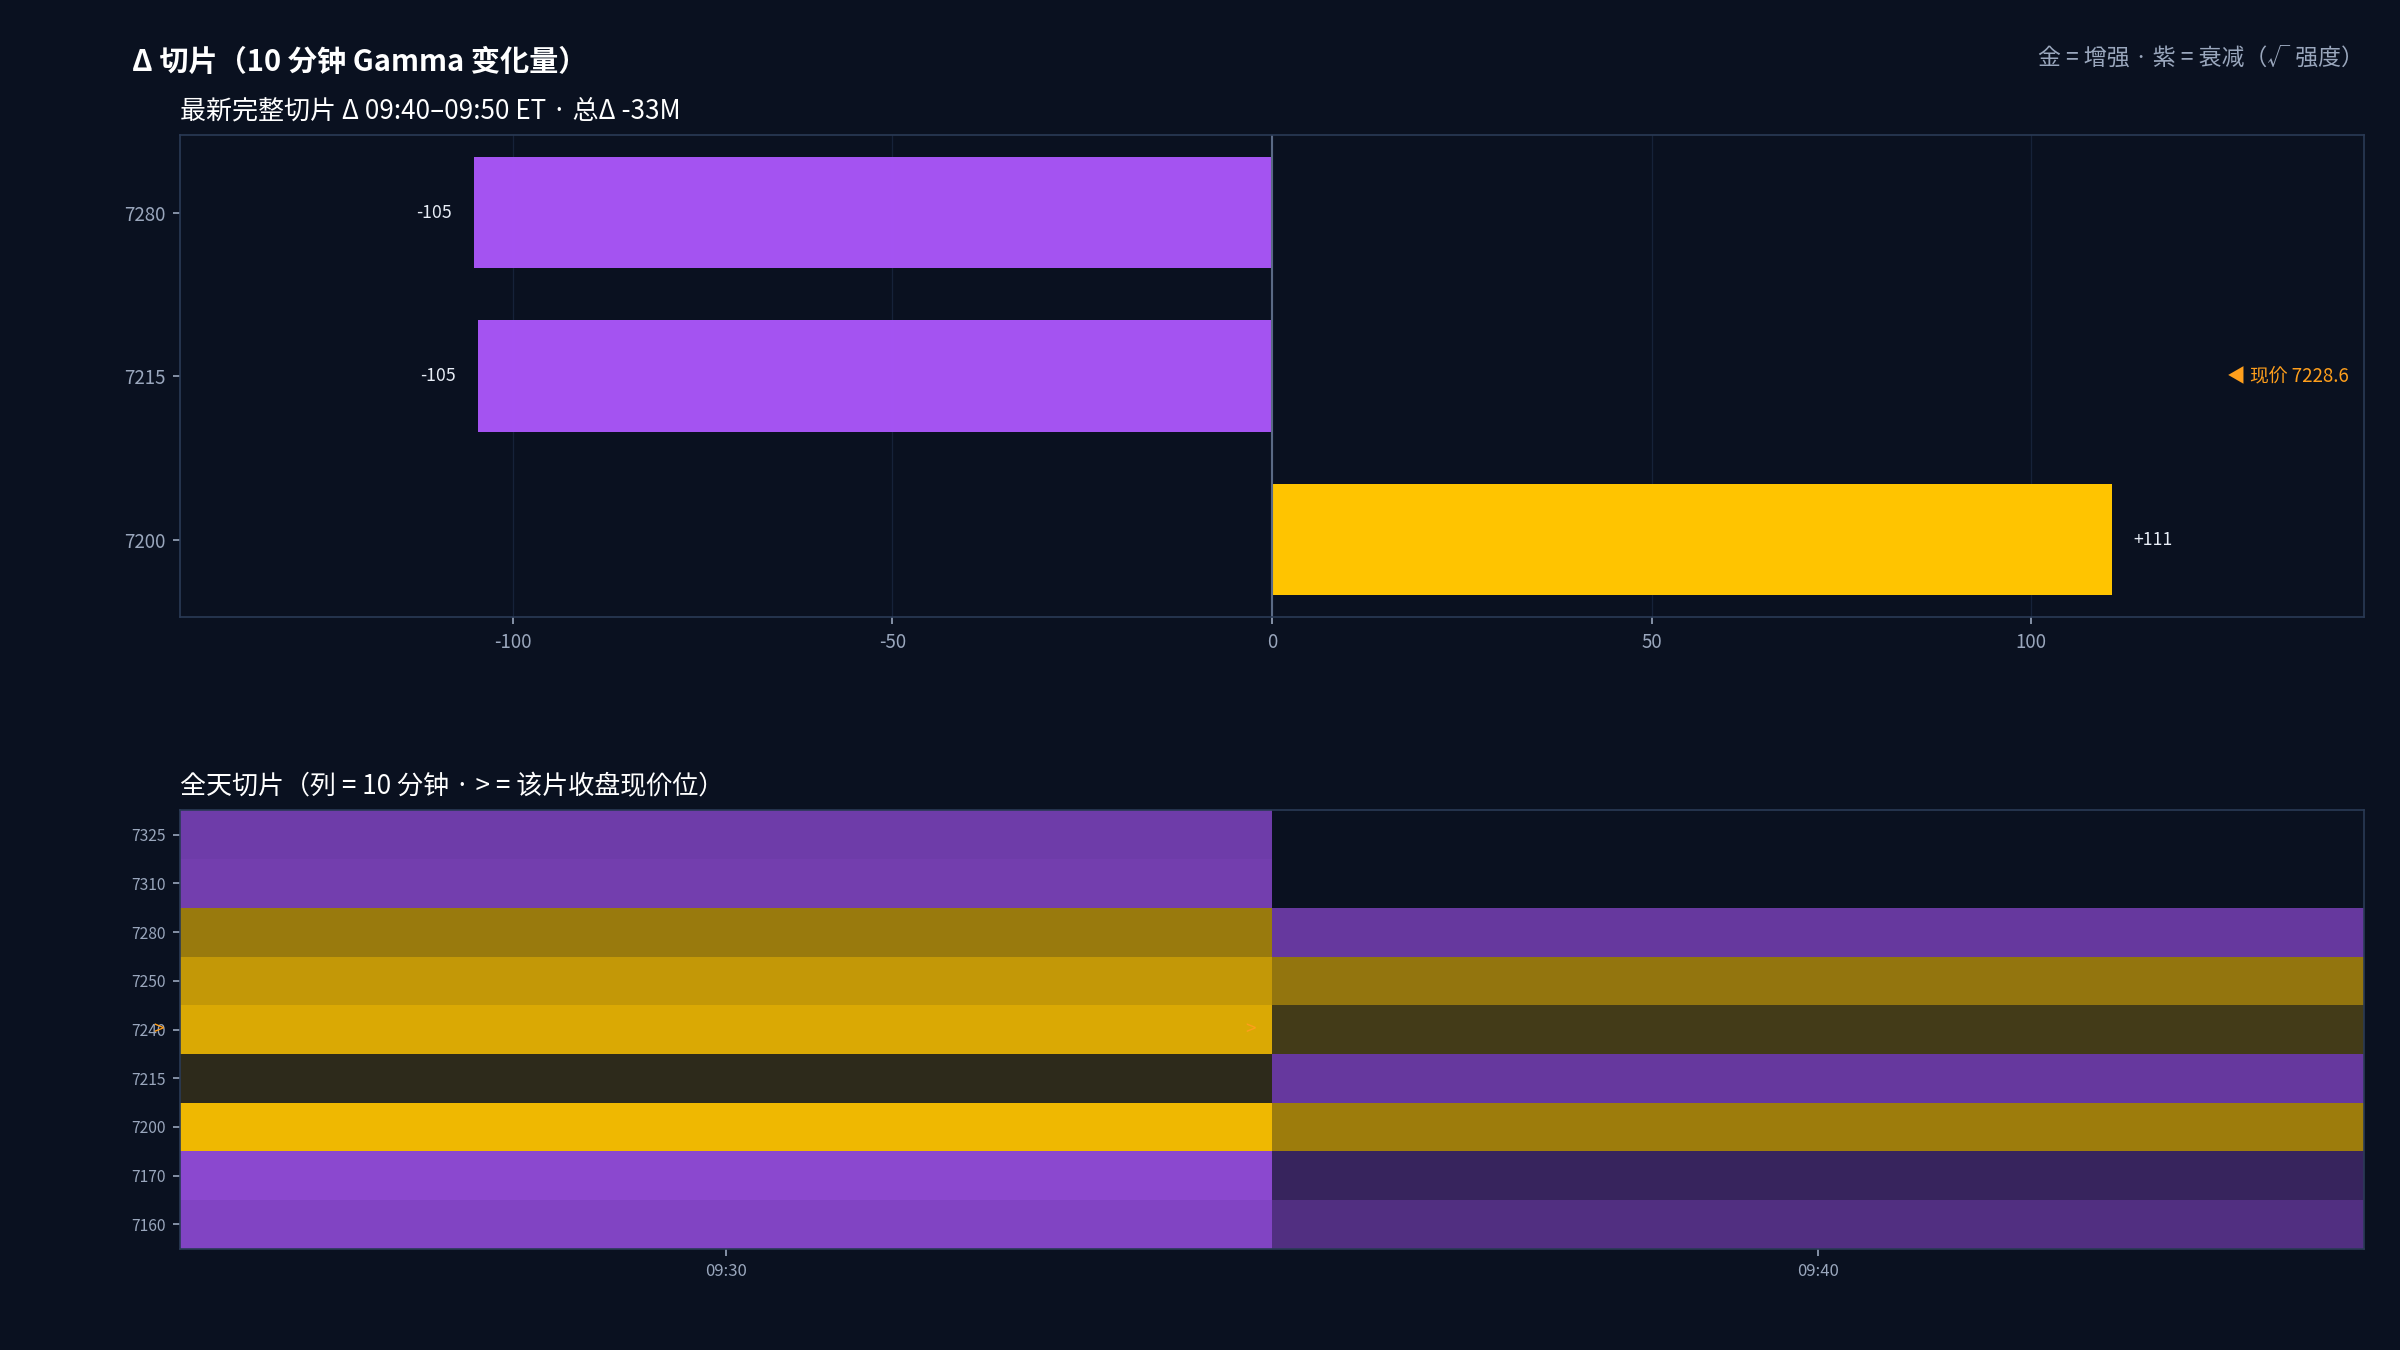 Δ 切片（10 分钟 Gamma 变化量）
金 = 增强 · 紫 = 衰减（√ 强度）
最新完整切片 Δ 09:40–09:50 ET · 总Δ -33M
7280
-105
7215
-105
◀ 现价 7228.6
7200
+111
-100 -50 0 50 100
全天切片（列 = 10 分钟 · > = 该片收盘现价位）
7325
7310
7280
7250
7240 > >
7215
7200
7170
7160
09:30 09:40